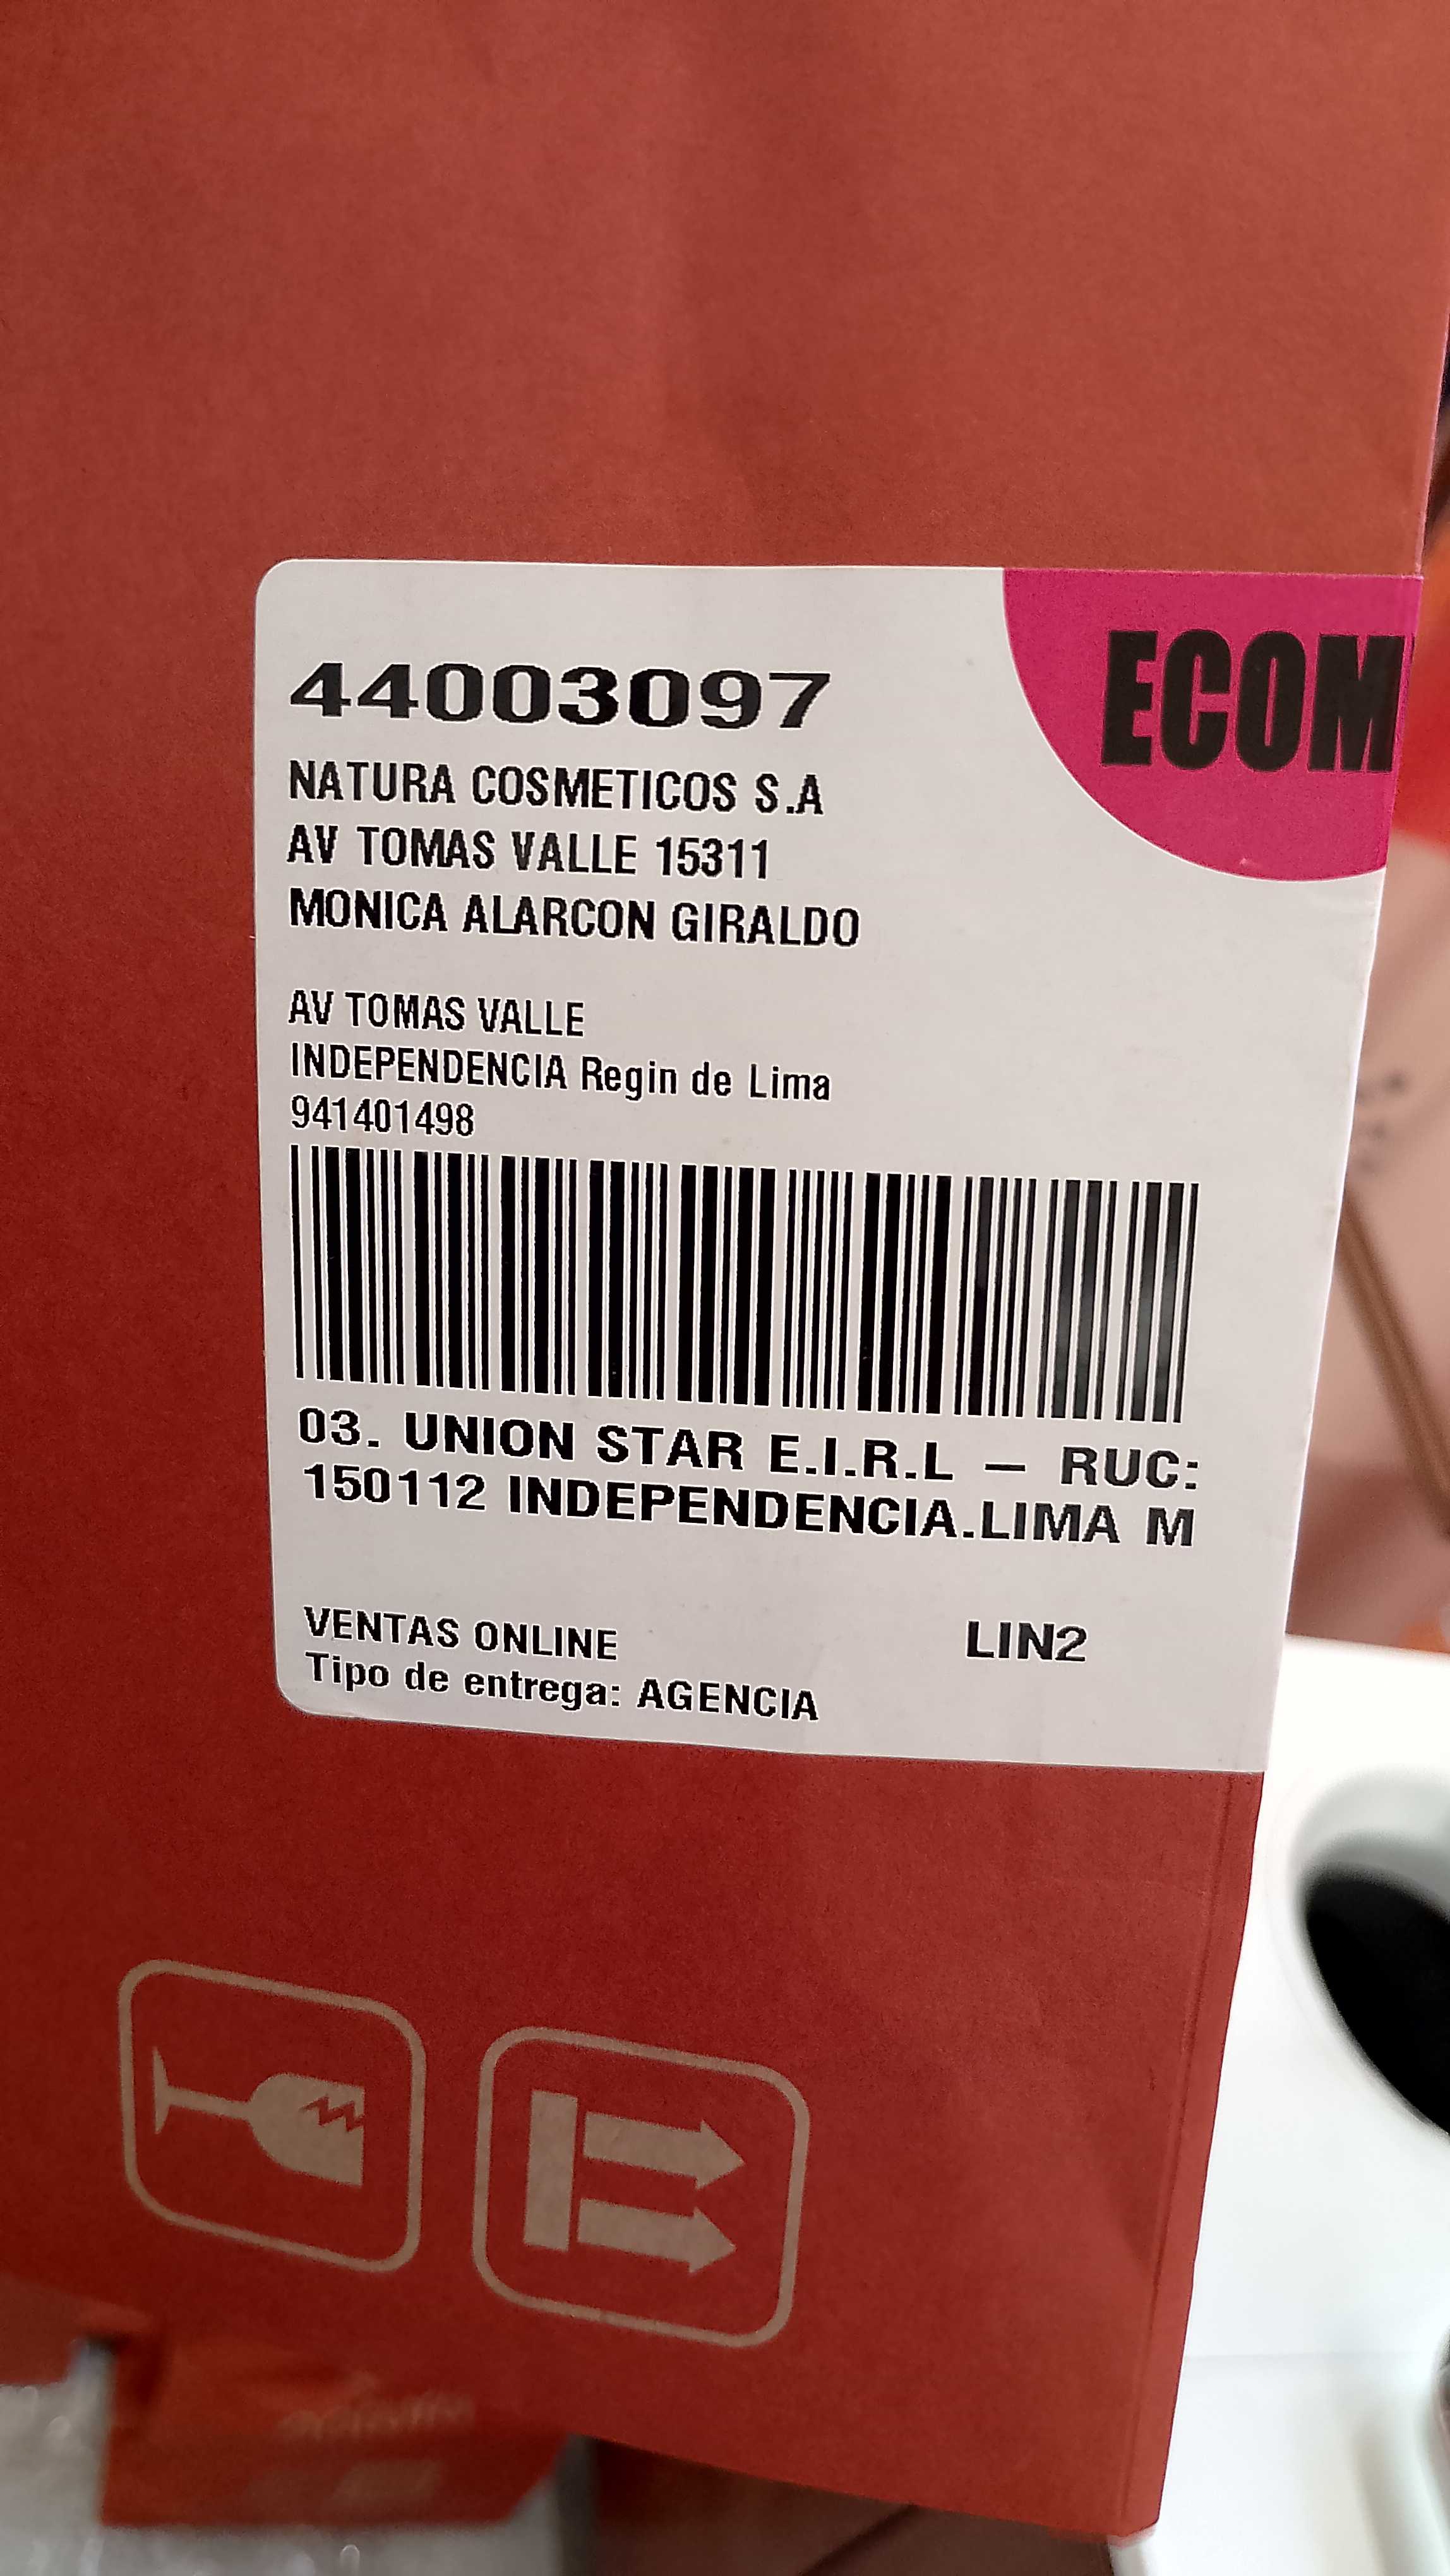 44003097
ECOM
NATURA COSMETICOS S.A
AV TOMAS VALLE 15311
MONICA ALARCON GIRALDO
AV TOMAS VALLE
INDEPENDENCIA Regin de Lima
941401498
03. UNION STAR E.I.R.L – RUC:
150112 INDEPENDENCIA.LIMA M
VENTAS ONLINE LIN2
Tipo de entrega: AGENCIA